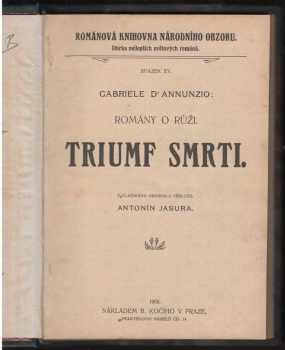 B
ROMÁNOVÁ KNIHOVNA NÁRODNÍHO OBZORU.
Sbírka nejlepších světových románů.
SVAZEK XV.
GABRIELE D'ANNUNZIO:
ROMÁNY O RŮŽI.
TRIUMF SMRTI.
Z VLAŠSKÉHO ORIGINÁLU PŘELOŽIL
ANTONÍN JASURA.
NÁKLADEM B. KOČÍHO V PRAZE,